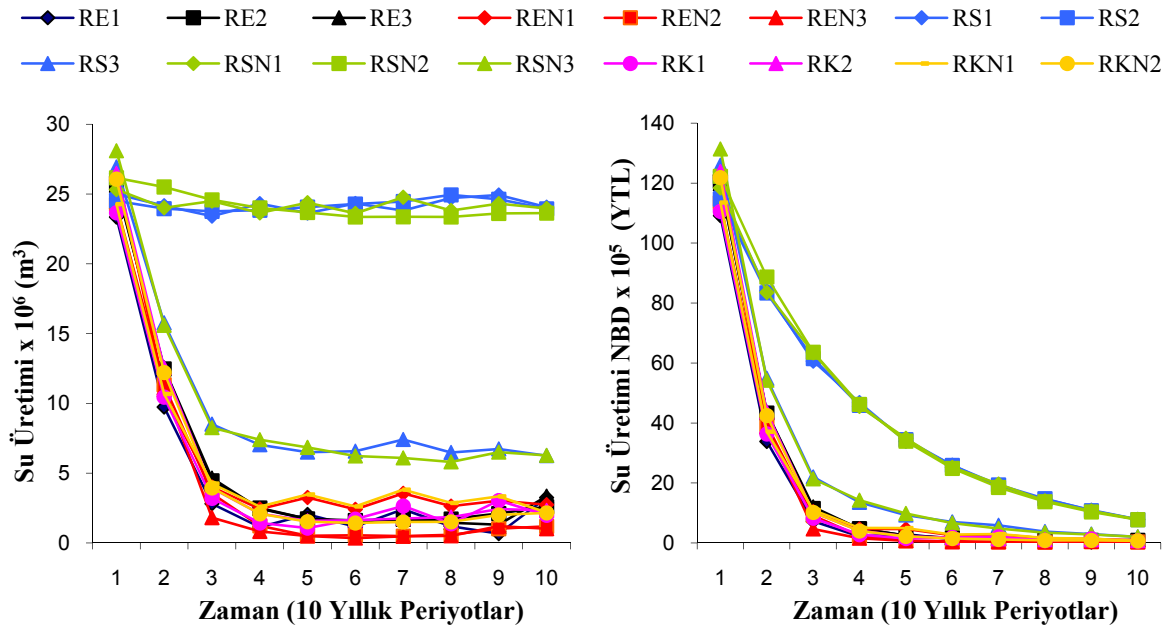 RE1 RE2 RE3 REN1 REN2 REN3 RS1 RS2
RS3 RSN1 RSN2 RSN3 RK1 RK2 RKN1 RKN2
Su Üretimi x 10⁶ (m³)
30
25
20
15
10
5
0
1 2 3 4 5 6 7 8 9 10
Zaman (10 Yıllık Periyotlar)
Su Üretimi NBD x 10⁵ (YTL)
140
120
100
80
60
40
20
0
1 2 3 4 5 6 7 8 9 10
Zaman (10 Yıllık Periyotlar)